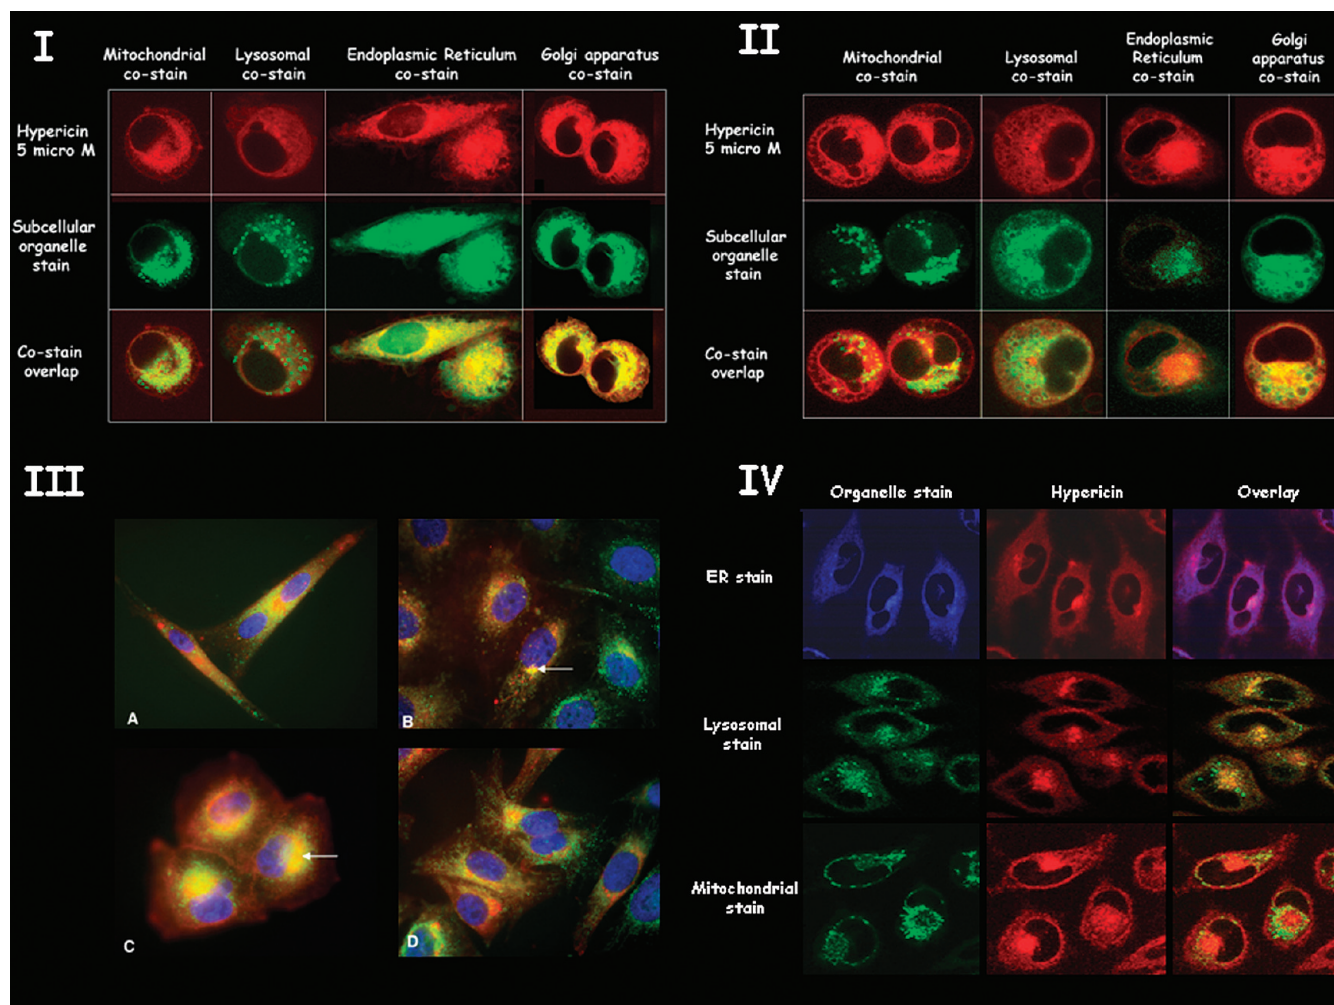 I
Mitochondrial
co-stain
Lysosomal
co-stain
Endoplasmic Reticulum
co-stain
Golgi apparatus
co-stain
Hypericin
5 micro M
Subcellular
organelle
stain
Co-stain
overlap
II
Mitochondrial
co-stain
Lysosomal
co-stain
Endoplasmic
Reticulum
co-stain
Golgi
apparatus
co-stain
Hypericin
5 micro M
Subcellular
organelle
stain
Co-stain
overlap
III
A
B
C
D
IV
Organelle stain
Hypericin
Overlay
ER stain
Lysosomal
stain
Mitochondrial
stain